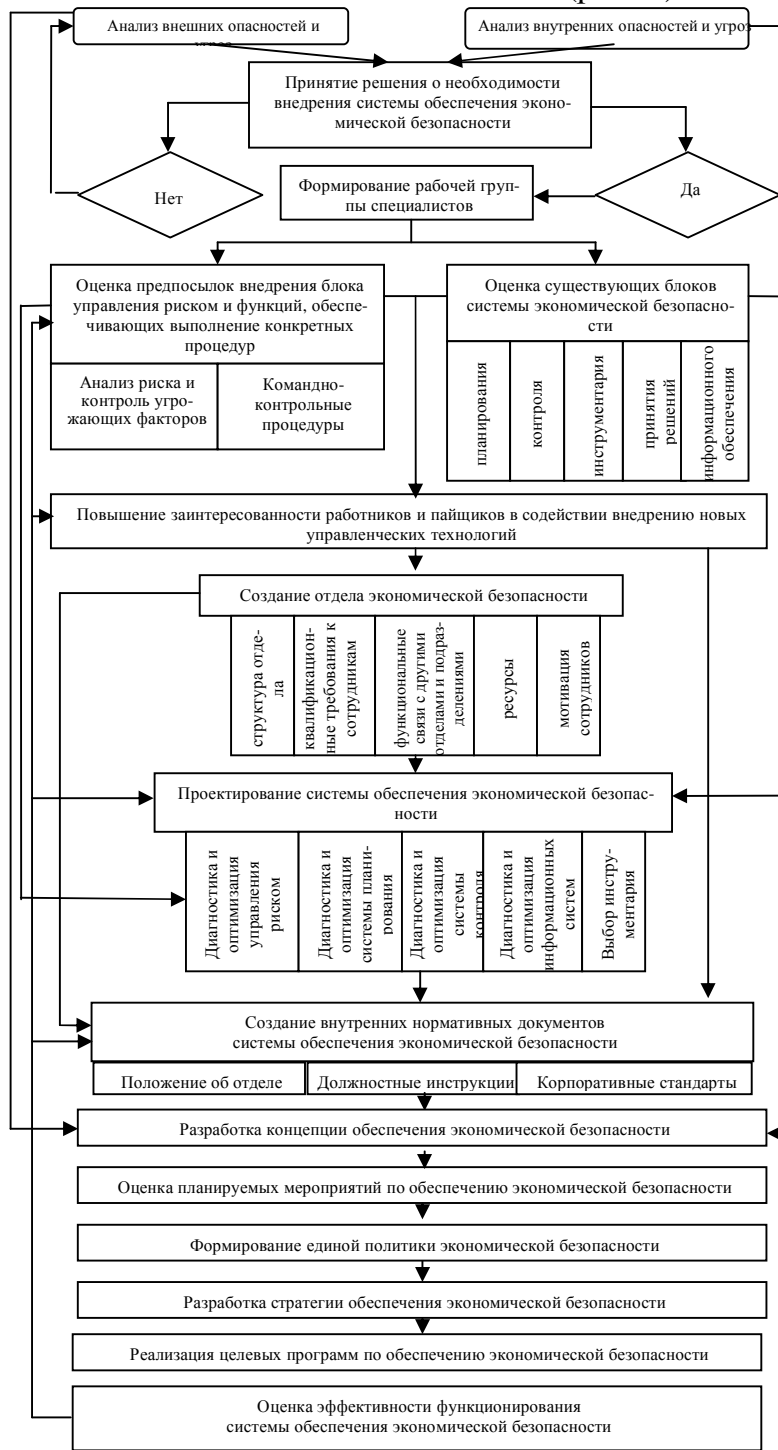 Анализ внешних опасностей и
Анализ внутренних опасностей и угроз
Принятие решения о необходимости
внедрения системы обеспечения эконо-
мической безопасности
Нет
Формирование рабочей груп-
пы специалистов
Да
Оценка предпосылок внедрения блока
управления риском и функций, обеспе-
чивающих выполнение конкретных
процедур
Анализ риска и
контроль угро-
жающих факторов
Командно-
контрольные
процедуры
Оценка существующих блоков
системы экономической безопасно-
сти
планирования
контроля
инструментария
принятия
решений
информационного
обеспечения
Повышение заинтересованности работников и пайщиков в содействии внедрению новых
управленческих технологий
Создание отдела экономической безопасности
структура отде-
ла
квалификацион-
ные требования к
сотрудникам
функциональные
связи с другими
отделами и подраз-
делениями
ресурсы
мотивация
сотрудников
Проектирование системы обеспечения экономической безопас-
ности
Диагностика и
оптимизация
управления
риском
Диагностика и
оптимизация
системы плани-
рования
Диагностика и
оптимизация
системы
контроля
Диагностика и
оптимизация
информационных
систем
Выбор инстру-
ментария
Создание внутренних нормативных документов
системы обеспечения экономической безопасности
Положение об отделе
Должностные инструкции
Корпоративные стандарты
Разработка концепции обеспечения экономической безопасности
Оценка планируемых мероприятий по обеспечению экономической безопасности
Формирование единой политики экономической безопасности
Разработка стратегии обеспечения экономической безопасности
Реализация целевых программ по обеспечению экономической безопасности
Оценка эффективности функционирования
системы обеспечения экономической безопасности